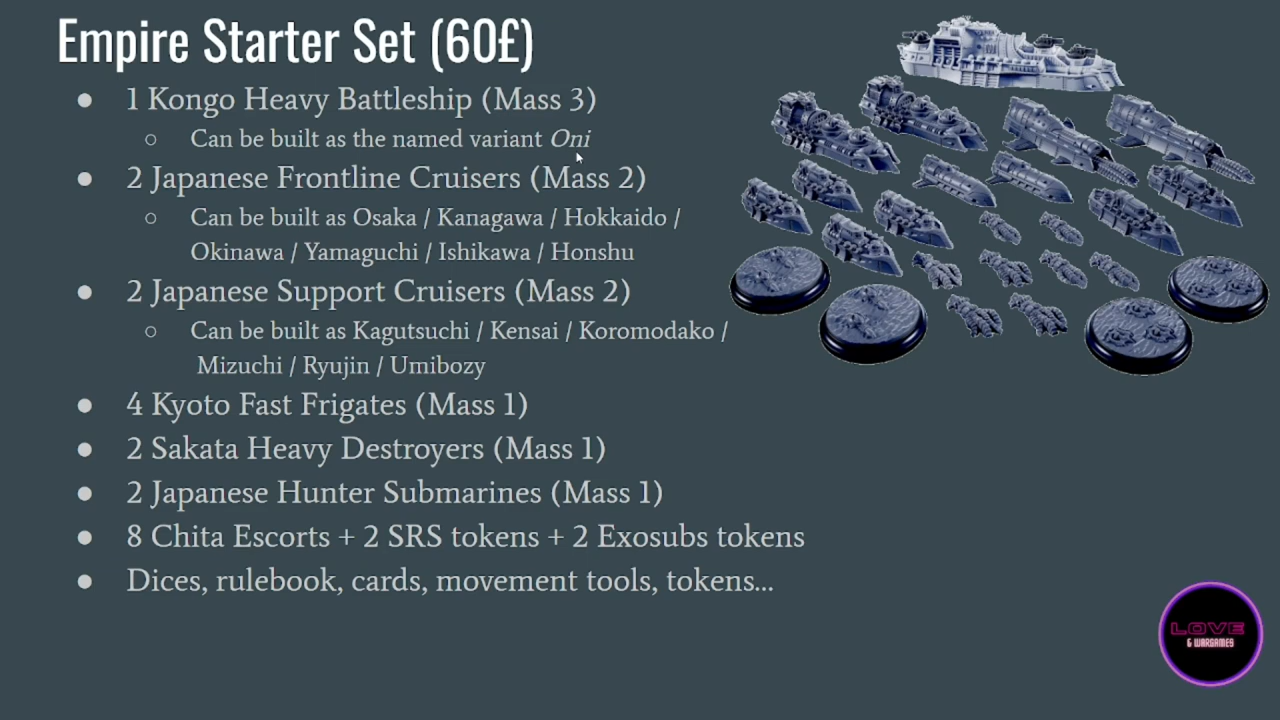 Empire Starter Set (60£)
● 1 Kongo Heavy Battleship (Mass 3)
○ Can be built as the named variant Oni
● 2 Japanese Frontline Cruisers (Mass 2)
○ Can be built as Osaka / Kanagawa / Hokkaido /
Okinawa / Yamaguchi / Ishikawa / Honshu
● 2 Japanese Support Cruisers (Mass 2)
○ Can be built as Kagutsuchi / Kensai / Koromodako /
Mizuchi / Ryujin / Umibozy
● 4 Kyoto Fast Frigates (Mass 1)
● 2 Sakata Heavy Destroyers (Mass 1)
● 2 Japanese Hunter Submarines (Mass 1)
● 8 Chita Escorts + 2 SRS tokens + 2 Exosubs tokens
● Dices, rulebook, cards, movement tools, tokens...
LOVE
& WARGAMES